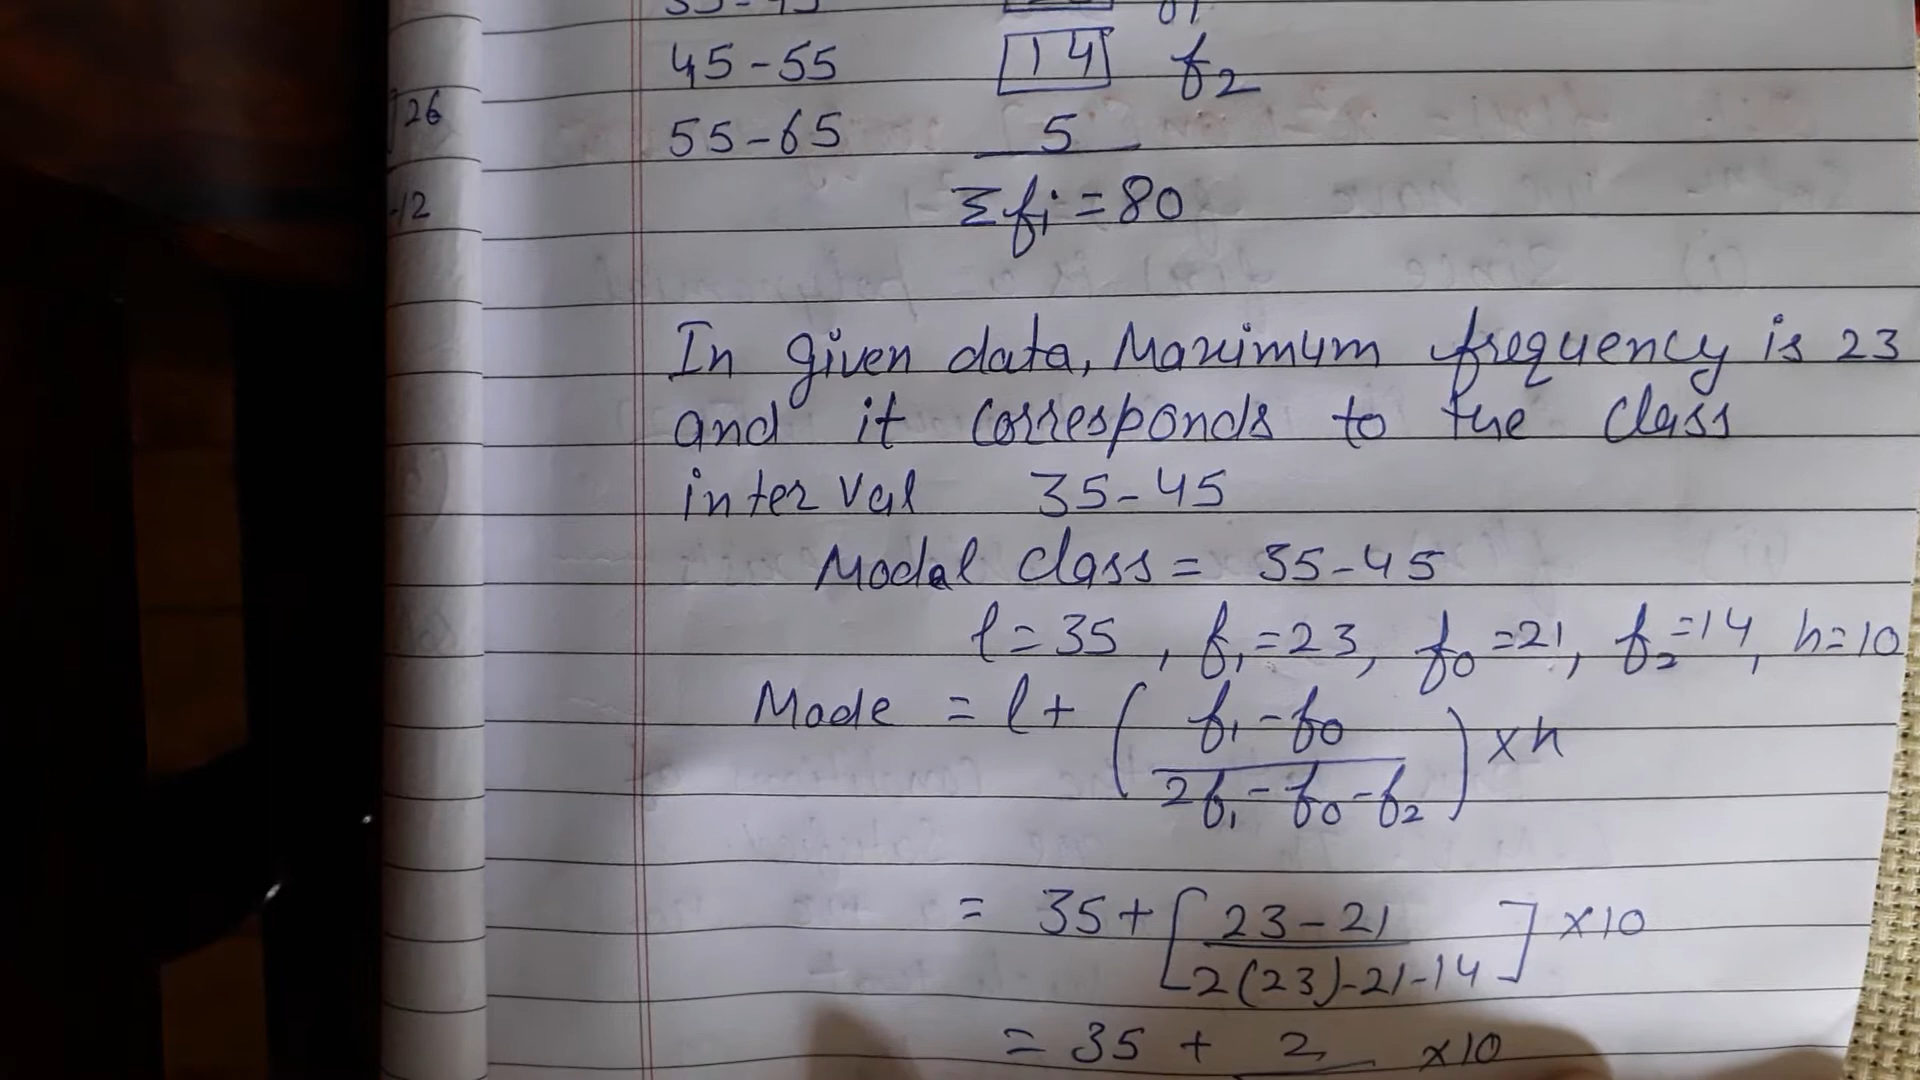 45-55 14 f2
26
55-65 5
-12
Σfi = 80
In given data, Maximum frequency is 23
and it corresponds to the class
interval 35-45
Modal class = 35-45
l=35, f1=23, f0=21, f2=14, h=10
Mode = l+ (f1-f0 / 2f1-f0-f2) ×h
= 35+ [23-21 / 2(23)-21-14] ×10
= 35 + 2 ×10